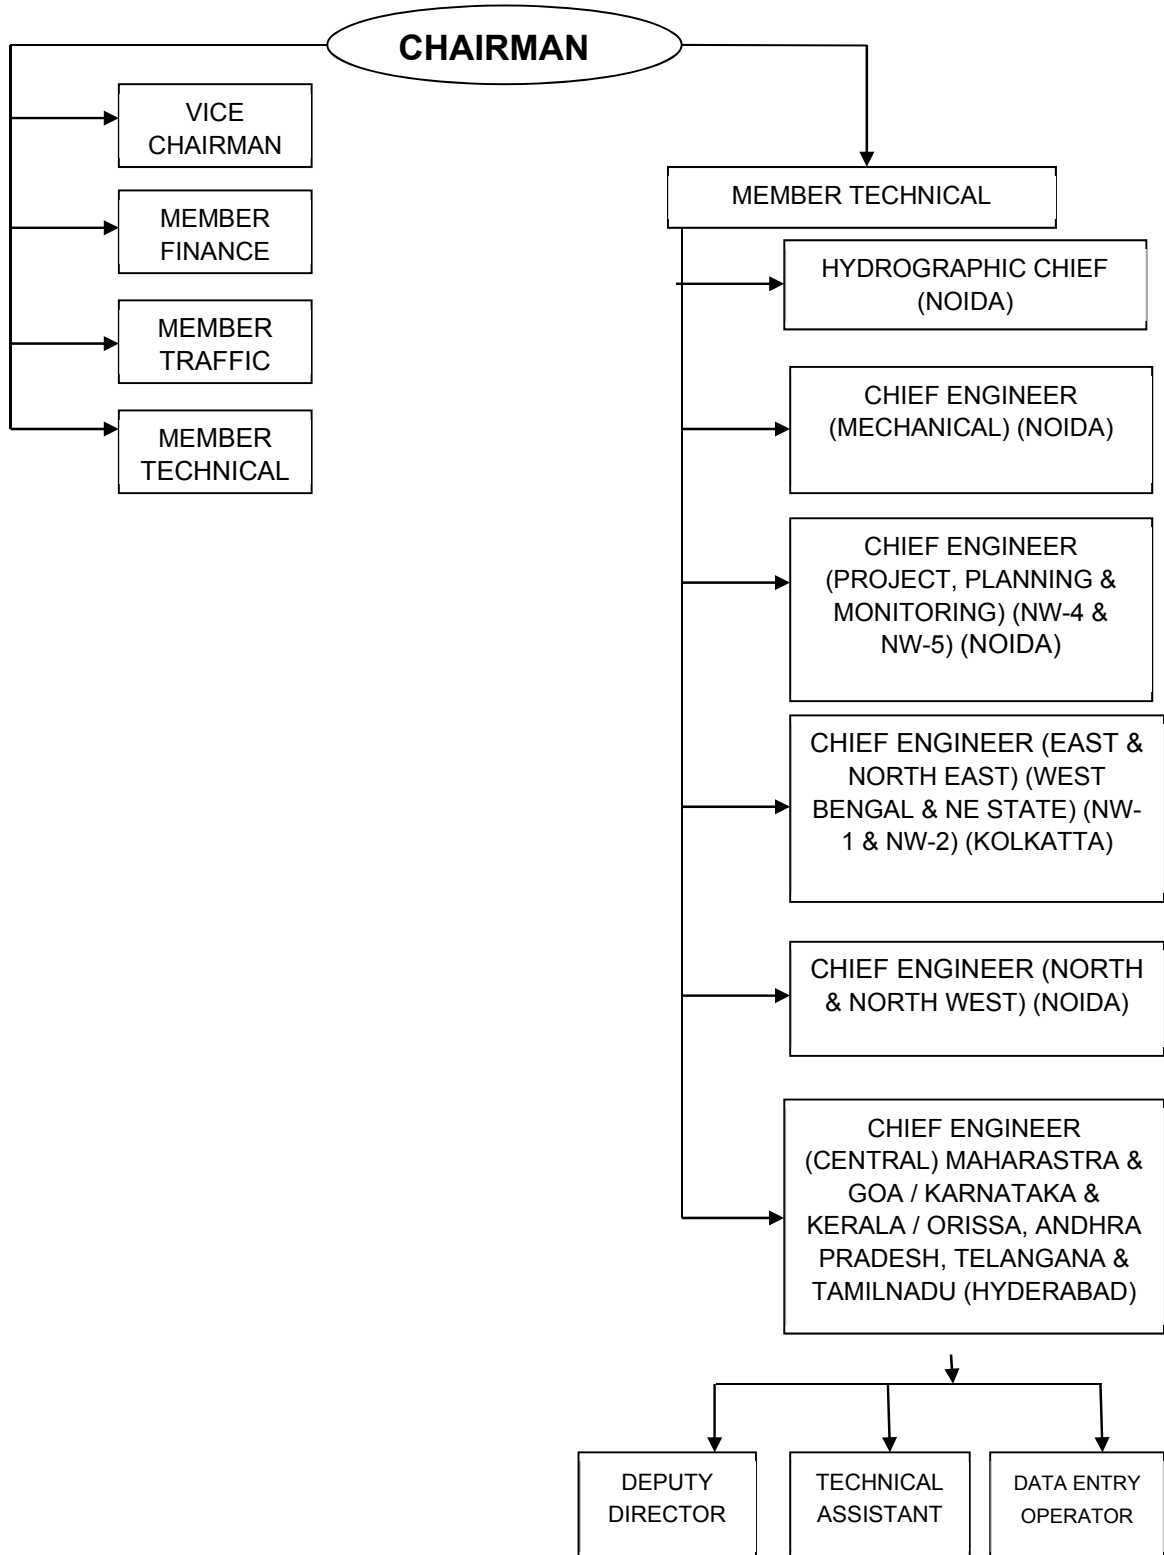 CHAIRMAN
VICE
CHAIRMAN
MEMBER
FINANCE
MEMBER
TRAFFIC
MEMBER
TECHNICAL
MEMBER TECHNICAL
HYDROGRAPHIC CHIEF
(NOIDA)
CHIEF ENGINEER
(MECHANICAL) (NOIDA)
CHIEF ENGINEER
(PROJECT, PLANNING &
MONITORING) (NW-4 &
NW-5) (NOIDA)
CHIEF ENGINEER (EAST &
NORTH EAST) (WEST
BENGAL & NE STATE) (NW-
1 & NW-2) (KOLKATTA)
CHIEF ENGINEER (NORTH
& NORTH WEST) (NOIDA)
CHIEF ENGINEER
(CENTRAL) MAHARASTRA &
GOA / KARNATAKA &
KERALA / ORISSA, ANDHRA
PRADESH, TELANGANA &
TAMILNADU (HYDERABAD)
DEPUTY
DIRECTOR
TECHNICAL
ASSISTANT
DATA ENTRY
OPERATOR